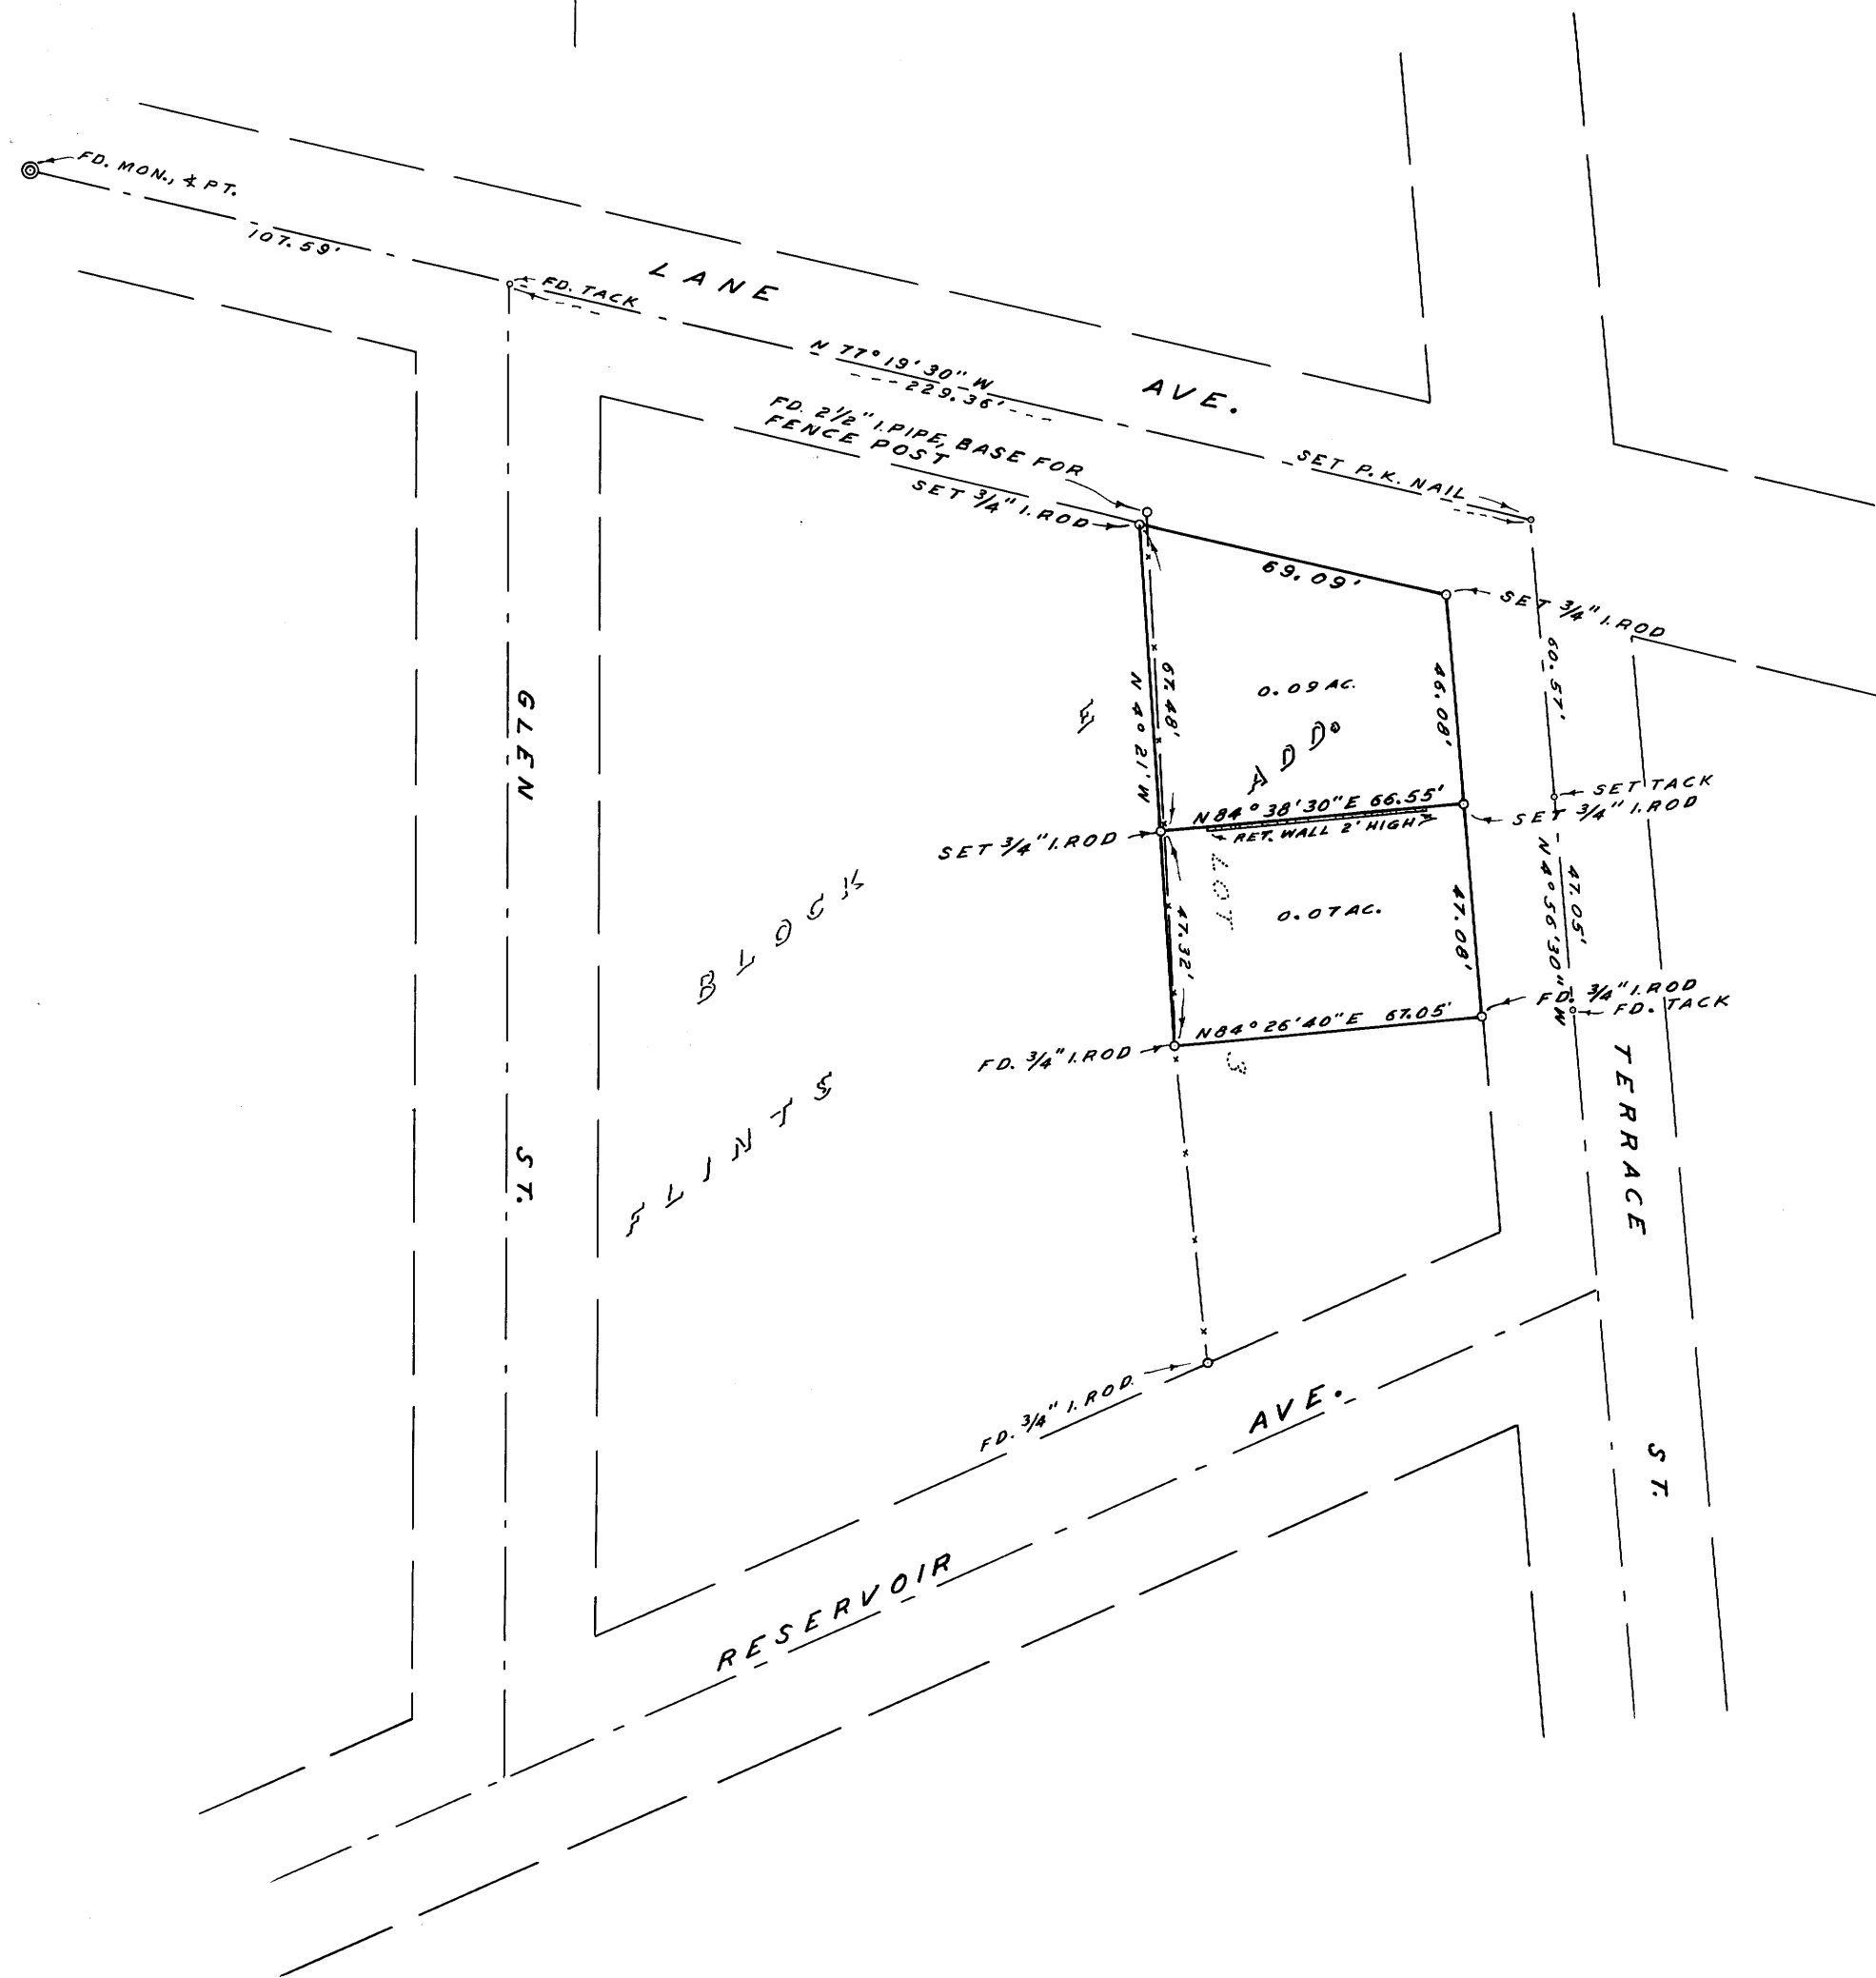 FD. MON., ⦞ PT.
107.59'
LANE AVE.
FD. TACK
N 77° 19' 30" W
229.36'
FD. 2½" I.PIPE, BASE FOR
FENCE POST
SET ¾" I.ROD
SET P.K. NAIL
69.09'
SET ¾" I.ROD
60.57'
67.48'
N 4° 21' W
0.09 AC.
46.08'
E
ADD.
GLEN ST.
N 84° 38' 30" E 66.55'
RET. WALL 2' HIGH
SET TACK
SET ¾" I.ROD
SET ¾" I.ROD
47.05'
N 4° 56' 30" W
BLOCK
LOT
0.07 AC.
47.32'
47.08'
FD. ¾" I.ROD
FD. TACK
N 84° 26' 40" E 67.05'
FD. ¾" I.ROD
3
FLINTS
TERRACE ST.
FD. ¾" I.ROD
RESERVOIR AVE.